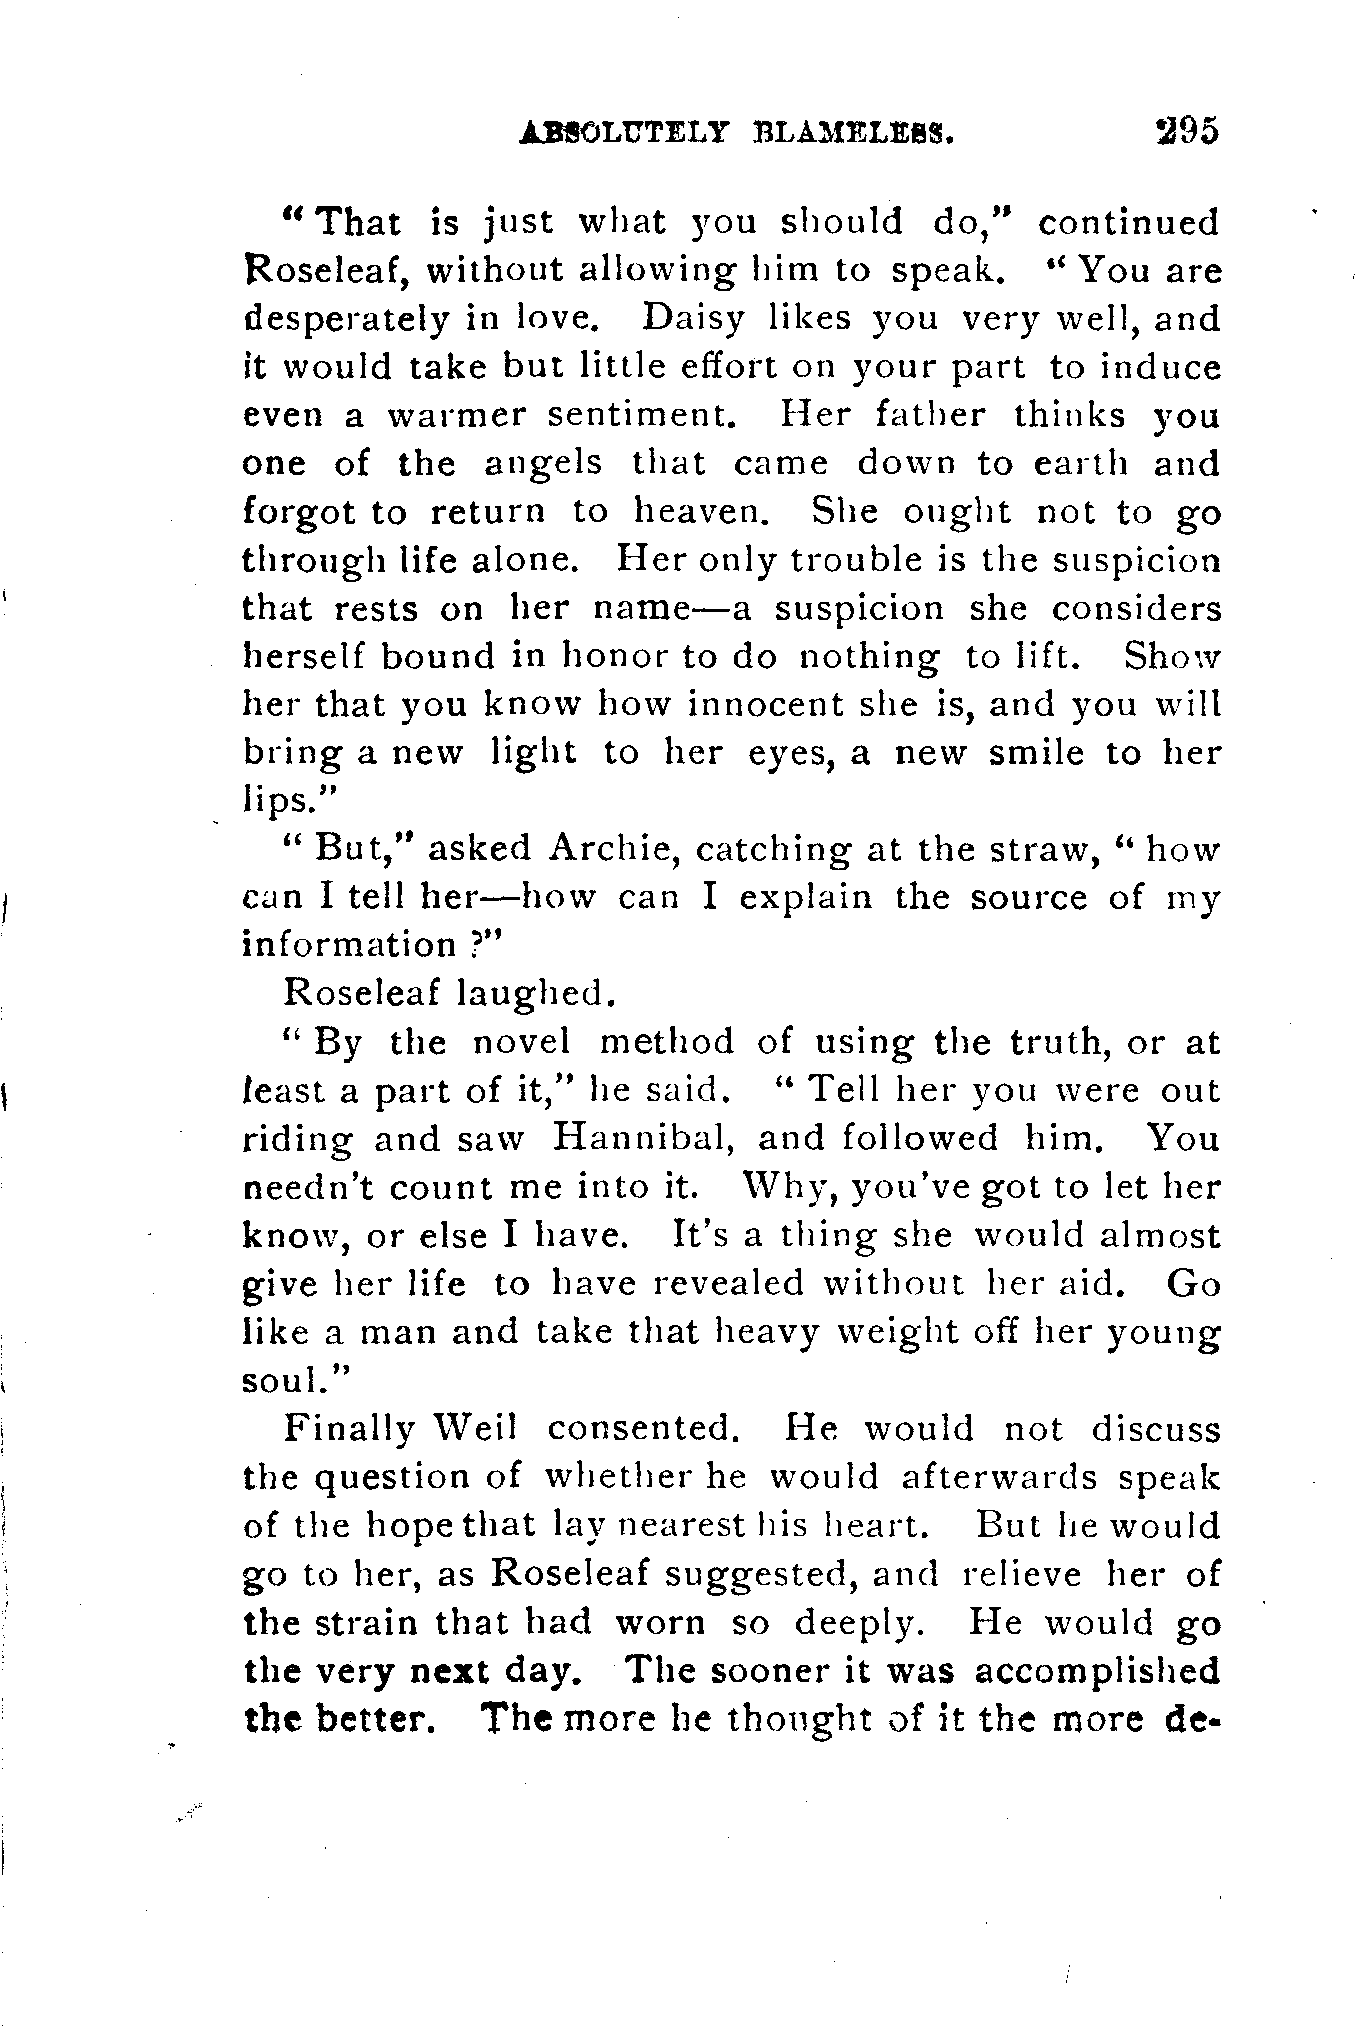 ABSOLUTELY BLAMELESS. 295
" That is just what you should do," continued
Roseleaf, without allowing him to speak. " You are
desperately in love. Daisy likes you very well, and
it would take but little effort on your part to induce
even a warmer sentiment. Her father thinks you
one of the angels that came down to earth and
forgot to return to heaven. She ought not to go
through life alone. Her only trouble is the suspicion
that rests on her name—a suspicion she considers
herself bound in honor to do nothing to lift. Show
her that you know how innocent she is, and you will
bring a new light to her eyes, a new smile to her
lips."
" But," asked Archie, catching at the straw, " how
can I tell her—how can I explain the source of my
information ?"
Roseleaf laughed.
" By the novel method of using the truth, or at
least a part of it," he said. " Tell her you were out
riding and saw Hannibal, and followed him. You
needn't count me into it. Why, you've got to let her
know, or else I have. It's a thing she would almost
give her life to have revealed without her aid. Go
like a man and take that heavy weight off her young
soul."
Finally Weil consented. He would not discuss
the question of whether he would afterwards speak
of the hope that lay nearest his heart. But he would
go to her, as Roseleaf suggested, and relieve her of
the strain that had worn so deeply. He would go
the very next day. The sooner it was accomplished
the better. The more he thought of it the more de-